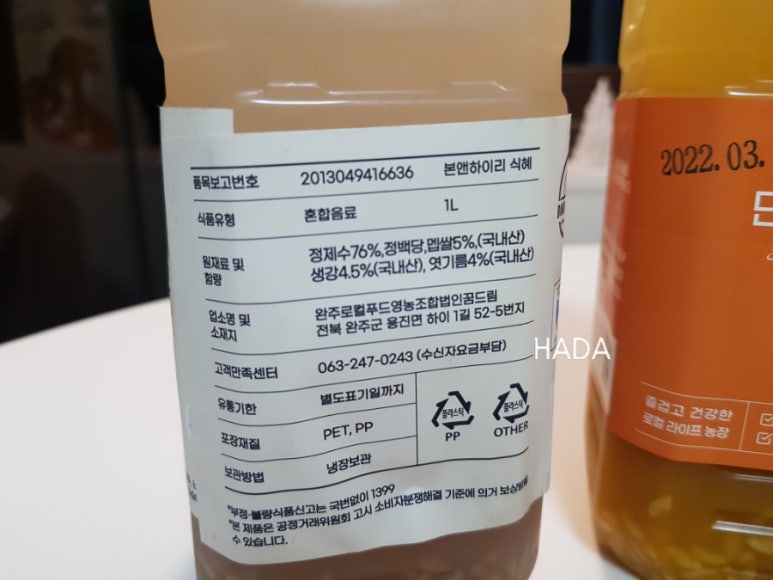 품목보고번호 2013049416636 본앤하이리 식혜
식품유형 혼합음료 1L
원재료 및 함량 정제수76%,정백당,멥쌀5%,(국내산)
생강4.5%(국내산), 엿기름4%(국내산)
업소명 및 소재지 완주로컬푸드영농조합법인꿈드림
전북 완주군 용진면 하이 1길 52-5번지
고객만족센터 063-247-0243 (수신자요금부담)
유통기한 별도표기일까지
포장재질 PET, PP
보관방법 냉장보관
플라스틱 플라스틱
PP OTHER
*부정·불량식품신고는 국번없이 1399
*본 제품은 공정거래위원회 고시 소비자분쟁해결 기준에 의거 보상받을
수 있습니다.
HADA
2022. 03.
즐겁고 건강한
로컬 라이프 농장